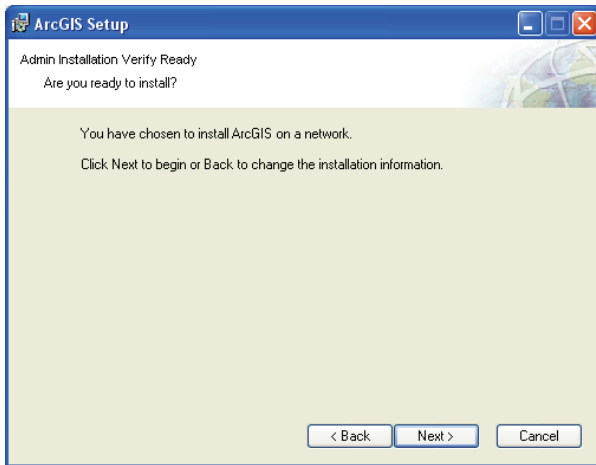 ArcGIS Setup
Admin Installation Verify Ready
Are you ready to install?
You have chosen to install ArcGIS on a network.
Click Next to begin or Back to change the installation information.
< Back Next > Cancel